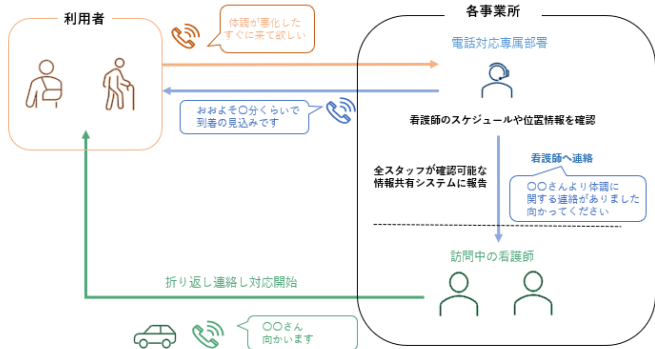 利用者
各事業所
体調が悪化した
すぐに来て欲しい
電話対応専属部署
おおよそ〇分くらいで
到着の見込みです
看護師のスケジュールや位置情報を確認
全スタッフが確認可能な
情報共有システムに報告
看護師へ連絡
〇〇さんより体調に
関する連絡がありました
向かってください
訪問中の看護師
折り返し連絡し対応開始
〇〇さん
向かいます